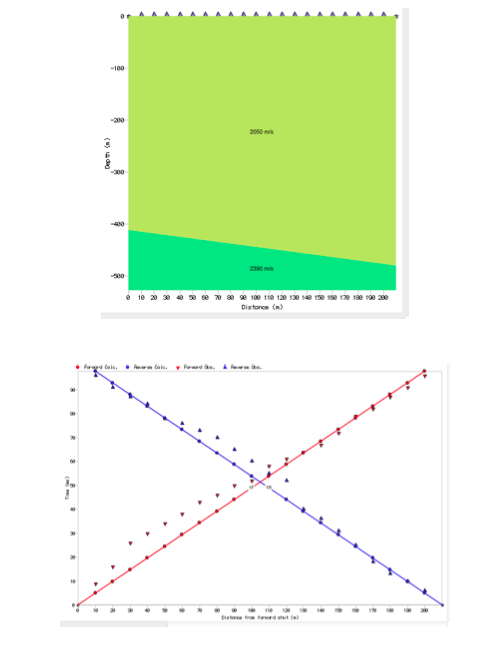 0
-100
-200
-300
-400
-500
Depth (m)
2050 m/s
2300 m/s
0 10 20 30 40 50 60 70 80 90 100 110 120 130 140 150 160 170 180 190 200
Distance (m)
Forward Calc. Reverse Calc. Forward Obs. Reverse Obs.
90
80
70
60
50
40
30
20
10
0
Time (ms)
0 10 20 30 40 50 60 70 80 90 100 110 120 130 140 150 160 170 180 190 200
Distance from forward shot (m)